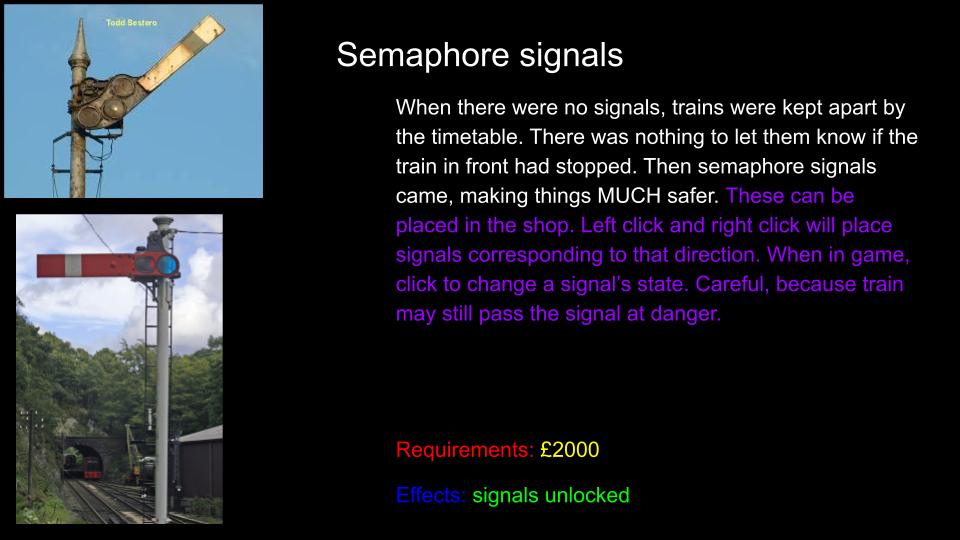 Todd Sestero
Semaphore signals
When there were no signals, trains were kept apart by
the timetable. There was nothing to let them know if the
train in front had stopped. Then semaphore signals
came, making things MUCH safer. These can be
placed in the shop. Left click and right click will place
signals corresponding to that direction. When in game,
click to change a signal's state. Careful, because train
may still pass the signal at danger.
Requirements: £2000
Effects: signals unlocked